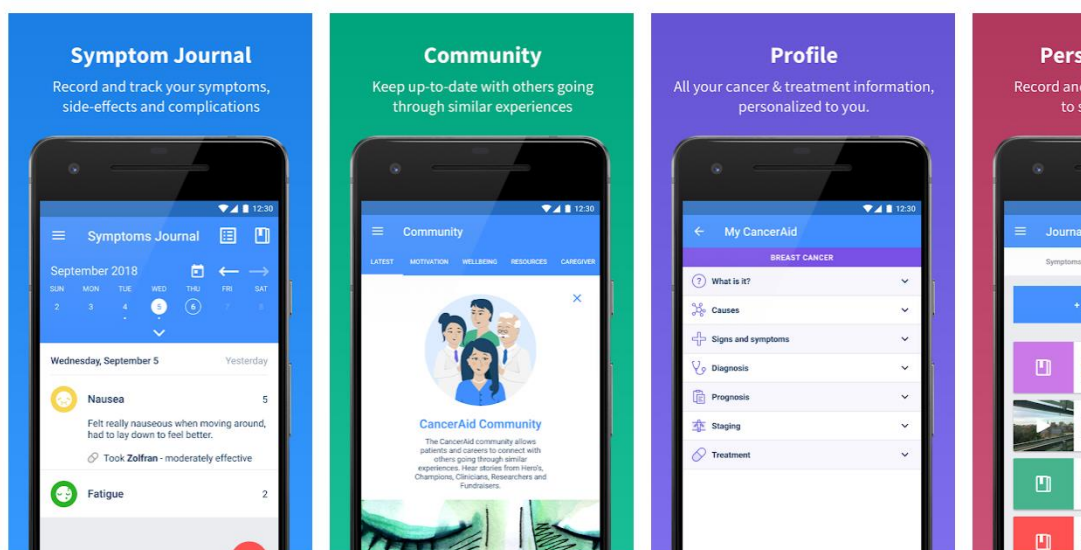 Symptom Journal
Record and track your symptoms,
side-effects and complications
12:30
Symptoms Journal
September 2018
SUN MON TUE WED THU FRI SAT
2 3 4 5 6 7 8
Wednesday, September 5 Yesterday
Nausea 5
Felt really nauseous when moving around,
had to lay down to feel better.
Took Zolfran - moderately effective
Fatigue 2
Community
Keep up-to-date with others going
through similar experiences
12:30
Community
LATEST MOTIVATION WELLBEING RESOURCES CAREGIVER
CancerAid Community
The CancerAid community allows
patients and careers to connect with
others going through similar
experiences. Hear stories from Hero's,
Champions, Clinicians, Researchers and
Fundraisers.
Profile
All your cancer & treatment information,
personalized to you.
12:30
My CancerAid
BREAST CANCER
What is it?
Causes
Signs and symptoms
Diagnosis
Prognosis
Staging
Treatment
Pers
Record and
to s
Journa
Symptoms
+